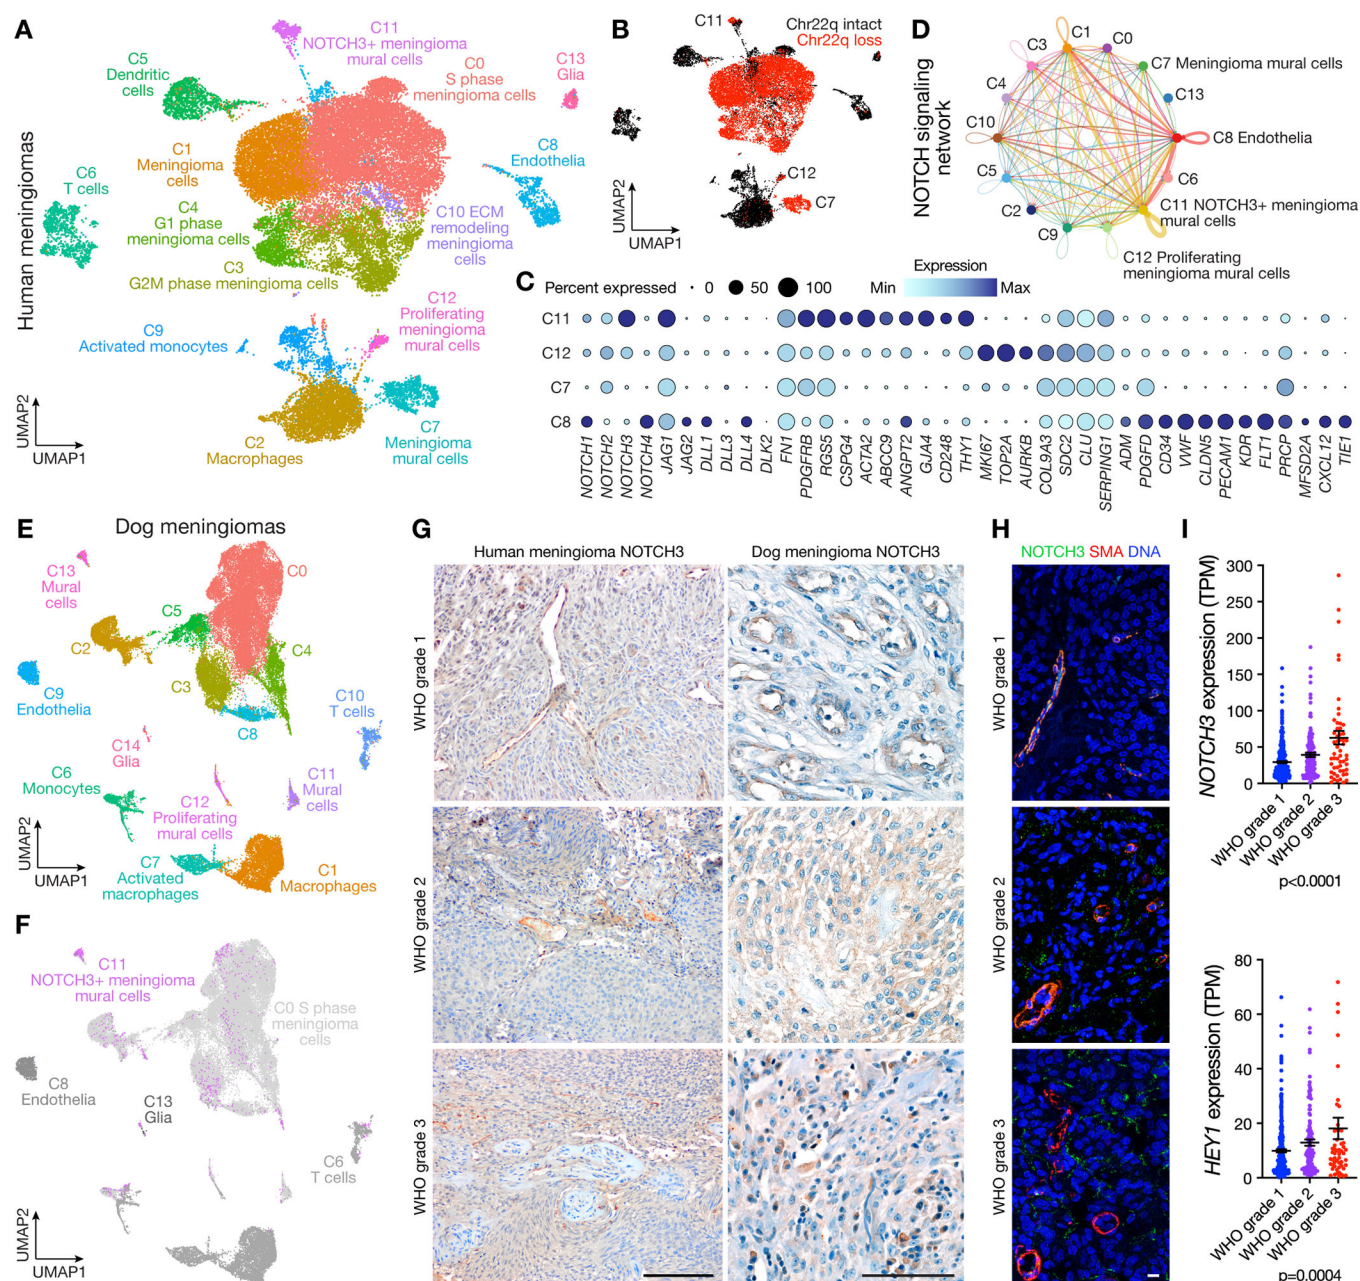 A
Human meningiomas
C11
NOTCH3+ meningioma
mural cells
C5
Dendritic
cells
C0
S phase
meningioma cells
C13
Glia
C1
Meningioma
cells
C8
Endothelia
C6
T cells
C4
G1 phase
meningioma cells
C10 ECM
remodeling
meningioma
cells
C3
G2M phase meningioma cells
C12
Proliferating
meningioma
mural cells
C9
Activated monocytes
C2
Macrophages
C7
Meningioma
mural cells
UMAP2
UMAP1
B
C11
Chr22q intact
Chr22q loss
C12
C7
UMAP2
UMAP1
D
NOTCH signaling
network
C1
C0
C3
C7 Meningioma mural cells
C4
C13
C10
C8 Endothelia
C5
C6
C2
C11 NOTCH3+ meningioma
mural cells
C9
C12 Proliferating
meningioma mural cells
C
Percent expressed
0
50
100
Expression
Min
Max
C11
C12
C7
C8
NOTCH1
NOTCH2
NOTCH3
NOTCH4
JAG1
JAG2
DLL1
DLL3
DLL4
DLK2
FN1
PDGFRB
RGS5
CSPG4
ACTA2
ABCC9
ANGPT2
GJA4
CD248
THY1
MKI67
TOP2A
AURKB
COL9A3
SDC2
CLU
SERPING1
ADM
PDGFD
CD34
VWF
CLDN5
PECAM1
KDR
FLT1
PRCP
MFSD2A
CXCL12
TIE1
E
Dog meningiomas
C13
Mural
cells
C0
C5
C2
C4
C3
C9
Endothelia
C8
C10
T cells
C14
Glia
C6
Monocytes
C12
Proliferating
mural cells
C11
Mural
cells
C7
Activated
macrophages
C1
Macrophages
UMAP2
UMAP1
F
C11
NOTCH3+ meningioma
mural cells
C0 S phase
meningioma
cells
C8
Endothelia
C13
Glia
C6
T cells
UMAP2
UMAP1
G
Human meningioma NOTCH3
Dog meningioma NOTCH3
WHO grade 1
WHO grade 2
WHO grade 3
H
NOTCH3 SMA DNA
WHO grade 1
WHO grade 2
WHO grade 3
I
NOTCH3 expression (TPM)
300
250
200
150
100
50
0
WHO grade 1
WHO grade 2
WHO grade 3
p<0.0001
HEY1 expression (TPM)
80
60
40
20
0
WHO grade 1
WHO grade 2
WHO grade 3
p=0.0004